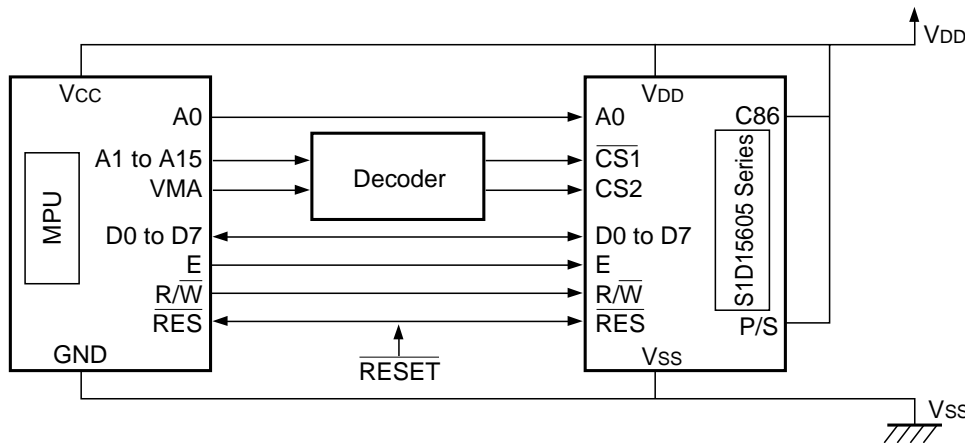 VDD
VCC
VDD
A0
A0
C86
A1 to A15
Decoder
CS1
VMA
CS2
MPU
S1D15605 Series
D0 to D7
D0 to D7
E
E
R/W
R/W
RES
RES
P/S
RESET
GND
VSS
VSS